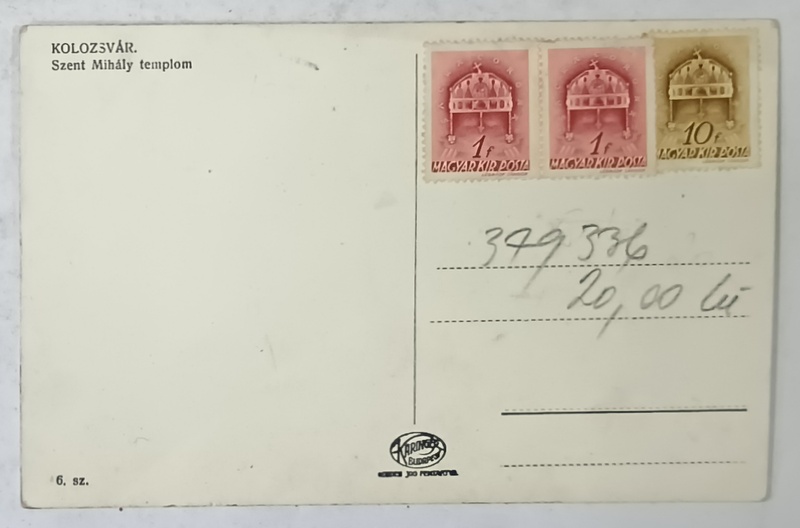 KOLOZSVÁR.
Szent Mihály templom
1f
MAGYAR KIR POSTA
1f
MAGYAR KIR POSTA
10f
MAGYAR KIR POSTA
349336
20,00 lei
KARINGER
BUDAPEST
6. sz.